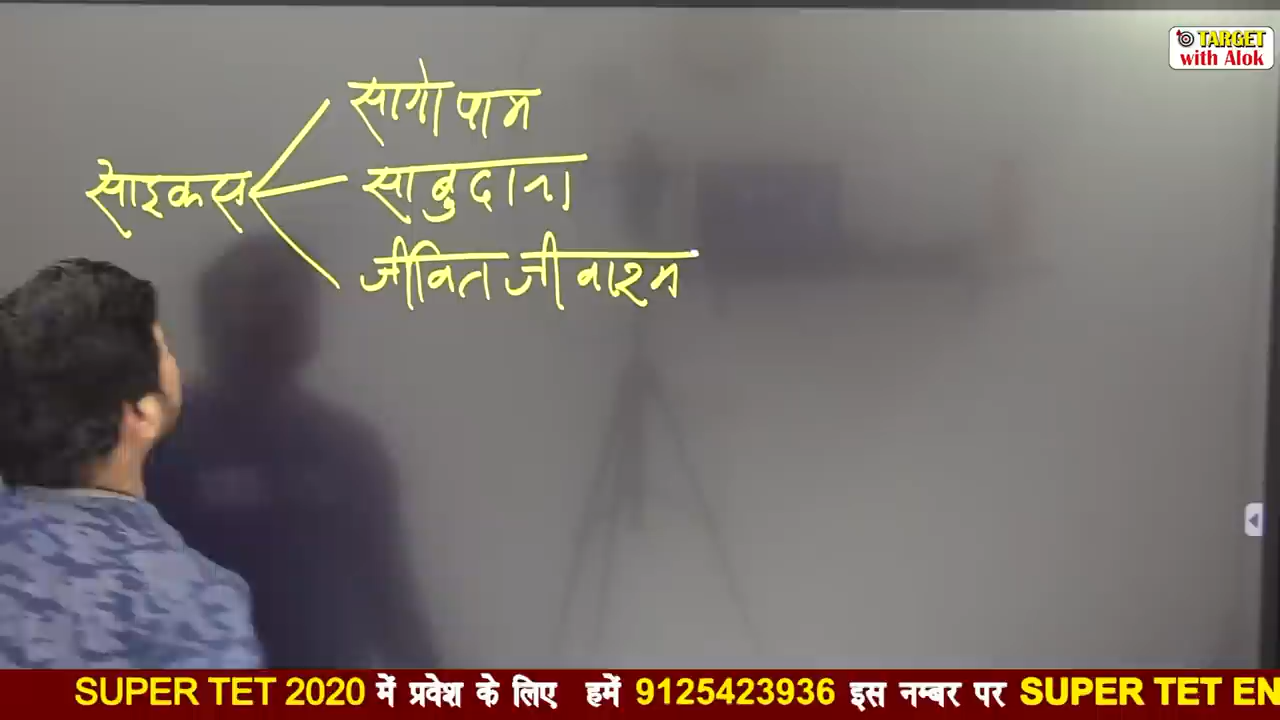 TARGET
with Alok
सागो पाम
साइकस
साबुदाना
जीवित जीवाश्म
SUPER TET 2020 में प्रवेश के लिए हमें 9125423936 इस नम्बर पर SUPER TET EN